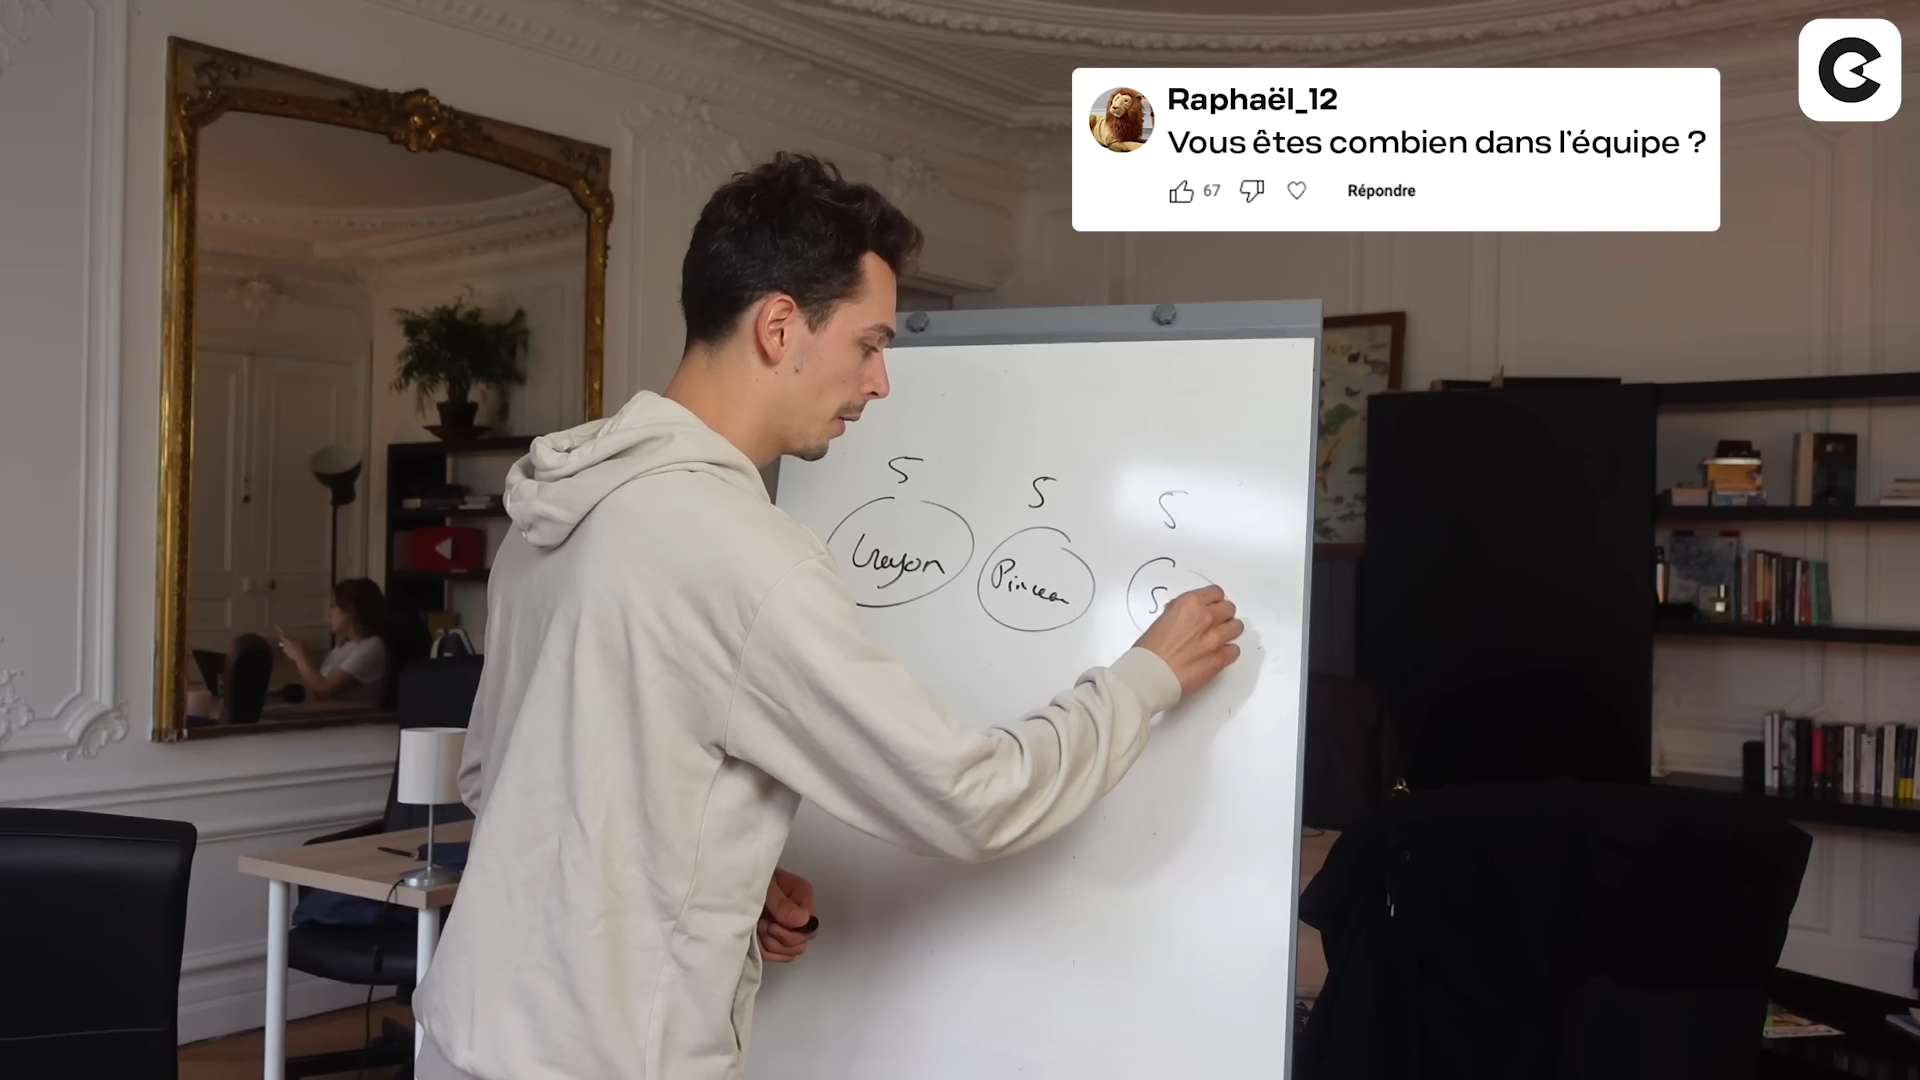 Raphaël_12
Vous êtes combien dans l'équipe ?
67
Répondre
5 5 5
Crayon Pinceau S